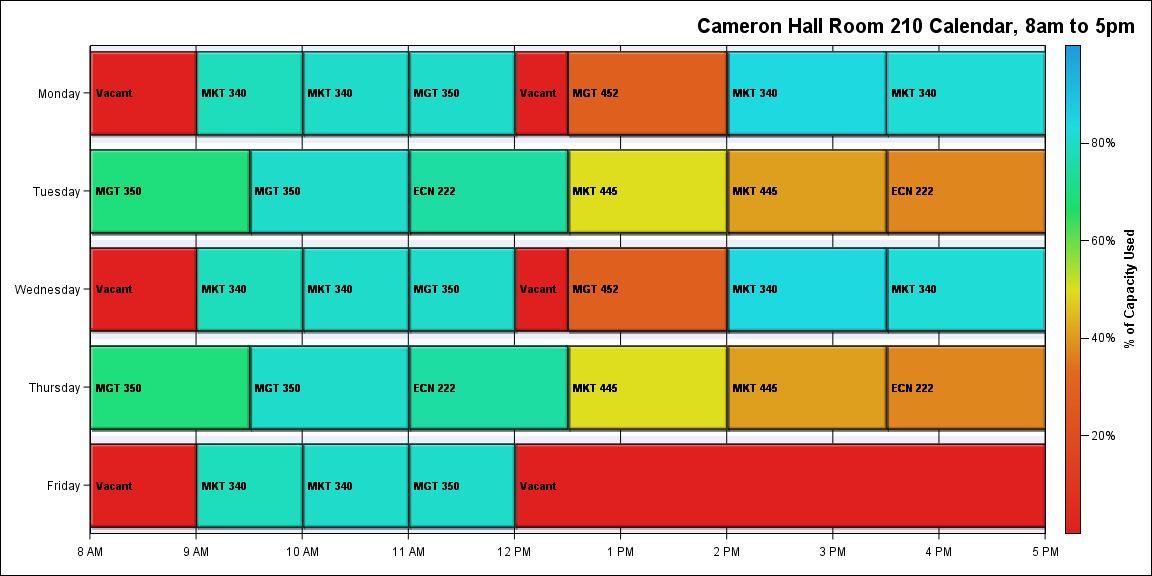 Cameron Hall Room 210 Calendar, 8am to 5pm
Monday Vacant MKT 340 MKT 340 MGT 350 Vacant MGT 452 MKT 340 MKT 340
80%
Tuesday MGT 350 MGT 350 ECN 222 MKT 445 MKT 445 ECN 222
60%
Wednesday Vacant MKT 340 MKT 340 MGT 350 Vacant MGT 452 MKT 340 MKT 340
% of Capacity Used
40%
Thursday MGT 350 MGT 350 ECN 222 MKT 445 MKT 445 ECN 222
20%
Friday Vacant MKT 340 MKT 340 MGT 350 Vacant
8 AM 9 AM 10 AM 11 AM 12 PM 1 PM 2 PM 3 PM 4 PM 5 PM